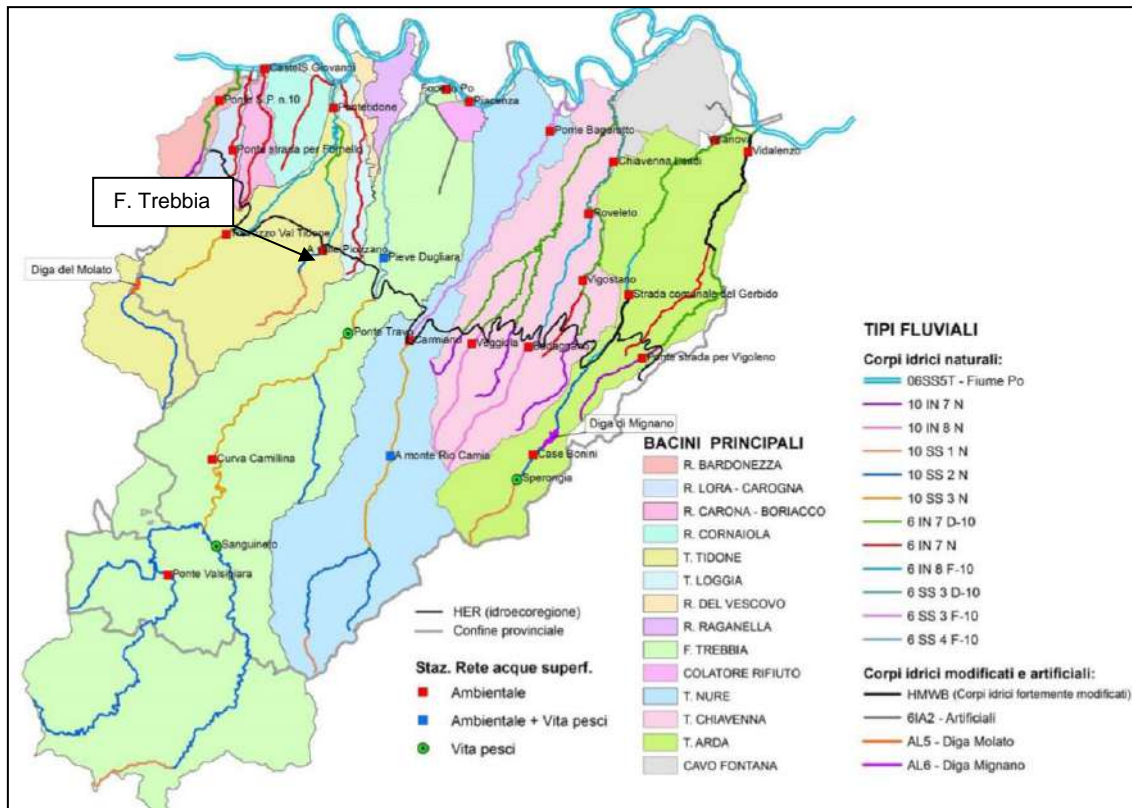 CastelS.Giovanni
Ponte S.P. n.10
Pontetidone
Foce in Po
Piacenza
Ponte Bagarotto
Ponte strada per Fornello
Chiavenna Landi
Vidalenzo
F. Trebbia
Roveleto
Pieve Dugliara
Diga del Molato
Vigostano
Strada comunale del Gerbido
Ponte Travo
Carmiano
Veggiola
Ponte strada per Vigoleno
Diga di Mignano
A monte Rio Camia
Case Bonini
Curva Camillina
Sperongia
Sanguineto
Ponte Valsigiara
HER (idroecoregione)
Confine provinciale
Staz. Rete acque superf.
Ambientale
Ambientale + Vita pesci
Vita pesci
BACINI PRINCIPALI
R. BARDONEZZA
R. LORA - CAROGNA
R. CARONA - BORIACCO
R. CORNAIOLA
T. TIDONE
T. LOGGIA
R. DEL VESCOVO
R. RAGANELLA
F. TREBBIA
COLATORE RIFIUTO
T. NURE
T. CHIAVENNA
T. ARDA
CAVO FONTANA
TIPI FLUVIALI
Corpi idrici naturali:
06SS5T - Fiume Po
10 IN 7 N
10 IN 8 N
10 SS 1 N
10 SS 2 N
10 SS 3 N
6 IN 7 D-10
6 IN 7 N
6 IN 8 F-10
6 SS 3 D-10
6 SS 3 F-10
6 SS 4 F-10
Corpi idrici modificati e artificiali:
HMWB (Corpi idrici fortemente modificati)
6IA2 - Artificiali
AL5 - Diga Molato
AL6 - Diga Mignano